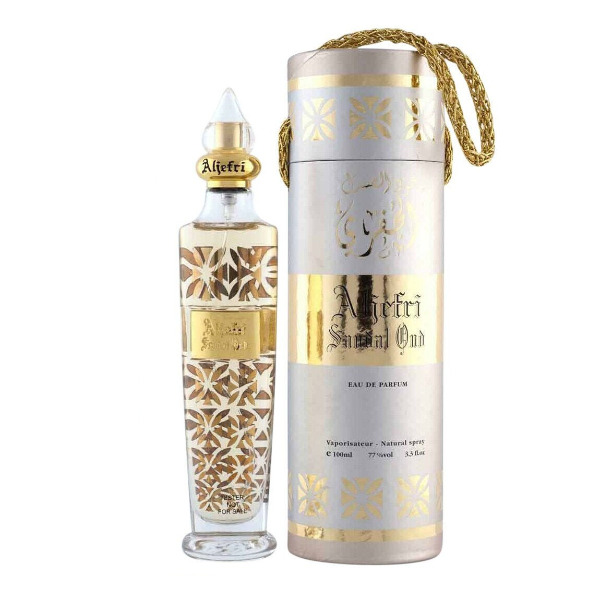 Aljefri
Aljefri
Sandal Oud
TESTER
NOT
FOR SALE
Aljefri
Sandal Oud
EAU DE PARFUM
Vaporisateur - Natural spray
e 100ml 77%vol 3.3 fl.oz